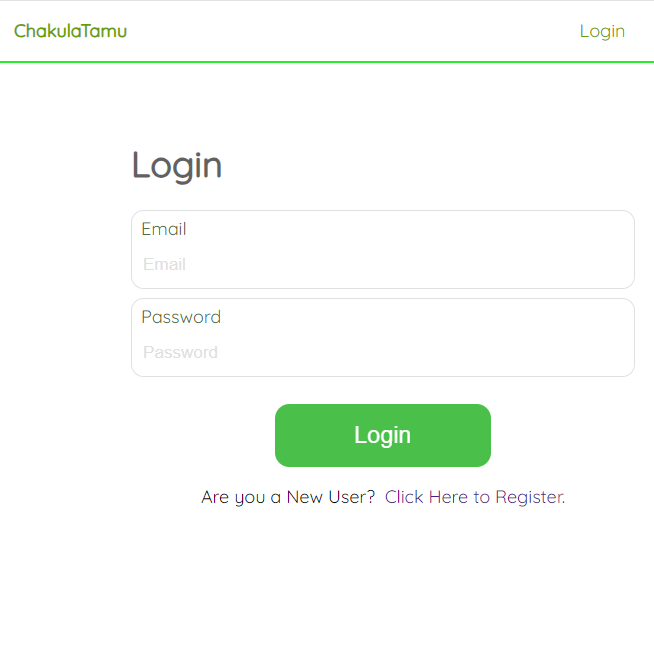 ChakulaTamu Login
Login
Email
Email
Password
Password
Login
Are you a New User? Click Here to Register.